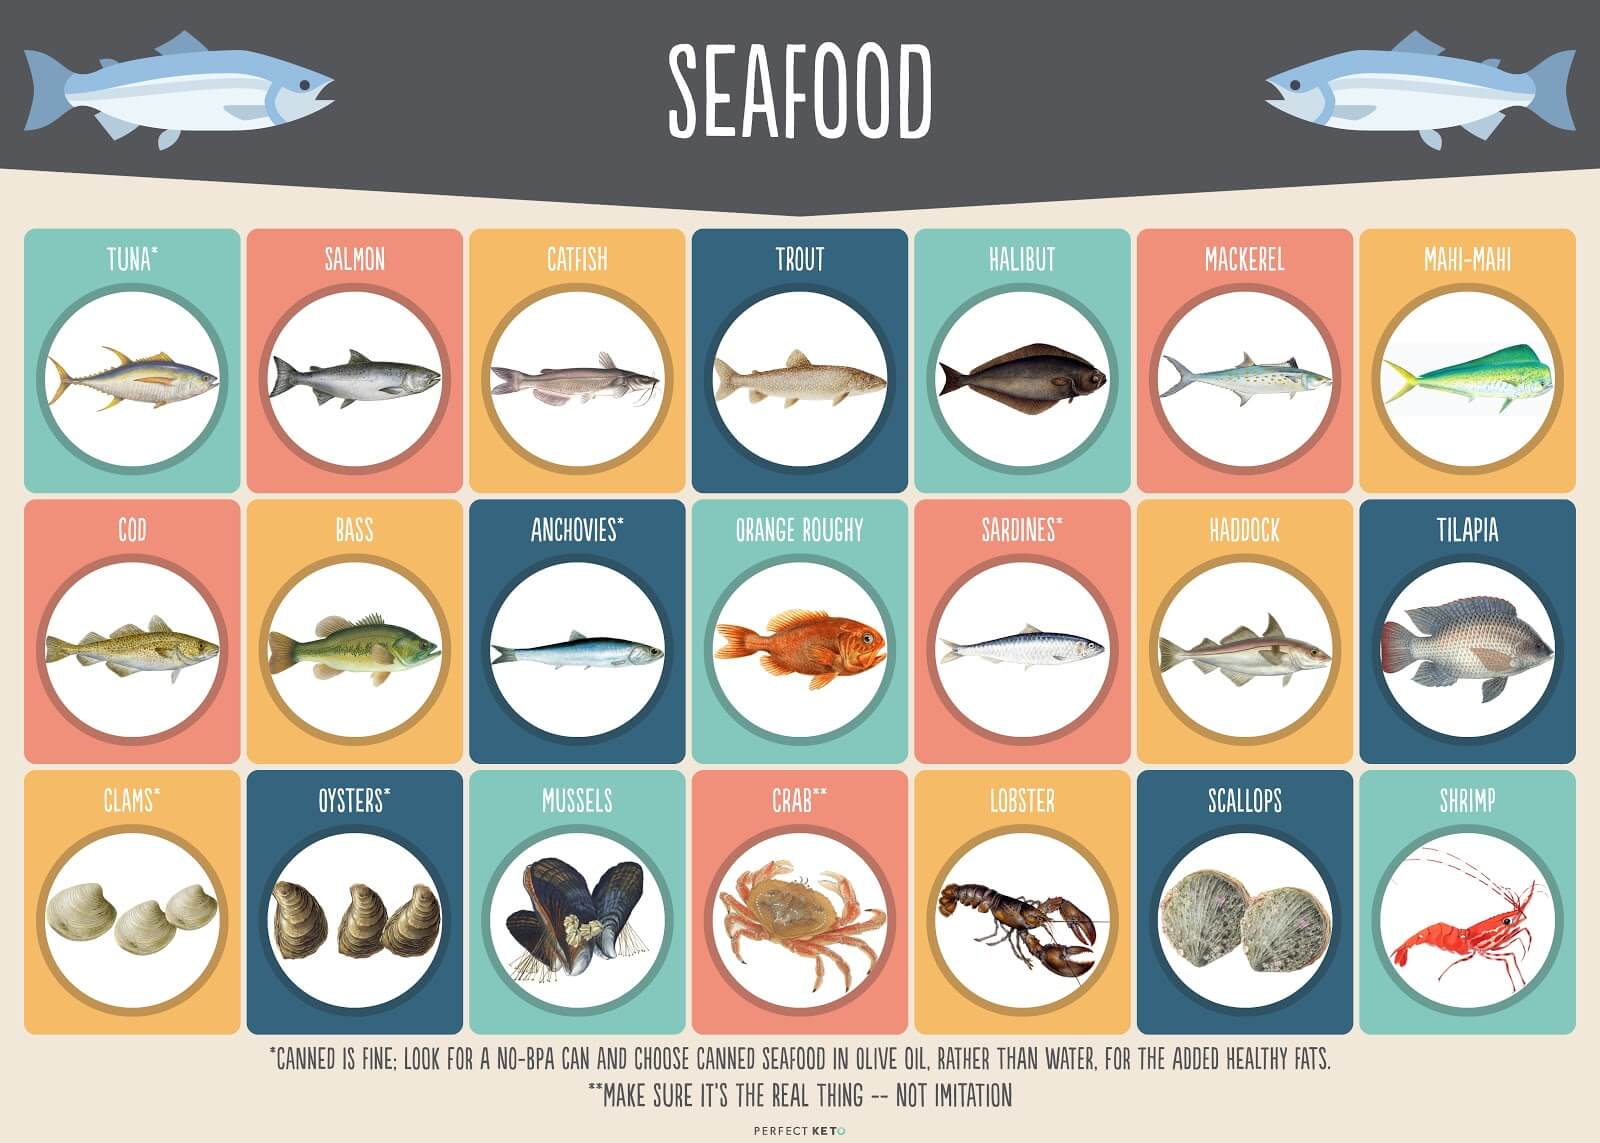 SEAFOOD
TUNA*
SALMON
CATFISH
TROUT
HALIBUT
MACKEREL
MAHI-MAHI
COD
BASS
ANCHOVIES*
ORANGE ROUGHY
SARDINES*
HADDOCK
TILAPIA
CLAMS*
OYSTERS*
MUSSELS
CRAB**
LOBSTER
SCALLOPS
SHRIMP
*CANNED IS FINE; LOOK FOR A NO-BPA CAN AND CHOOSE CANNED SEAFOOD IN OLIVE OIL, RATHER THAN WATER, FOR THE ADDED HEALTHY FATS.
**MAKE SURE IT'S THE REAL THING -- NOT IMITATION
PERFECT KETO